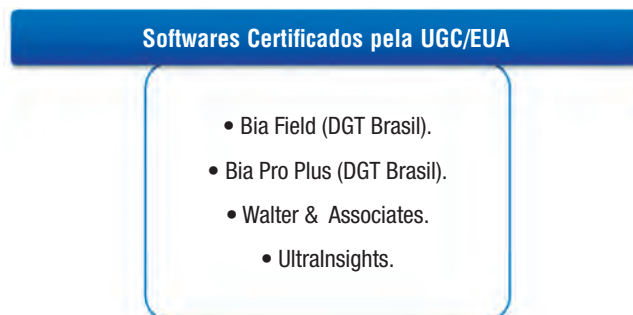 Softwares Certificados pela UGC/EUA
• Bia Field (DGT Brasil).
• Bia Pro Plus (DGT Brasil).
• Walter & Associates.
• UltraInsights.